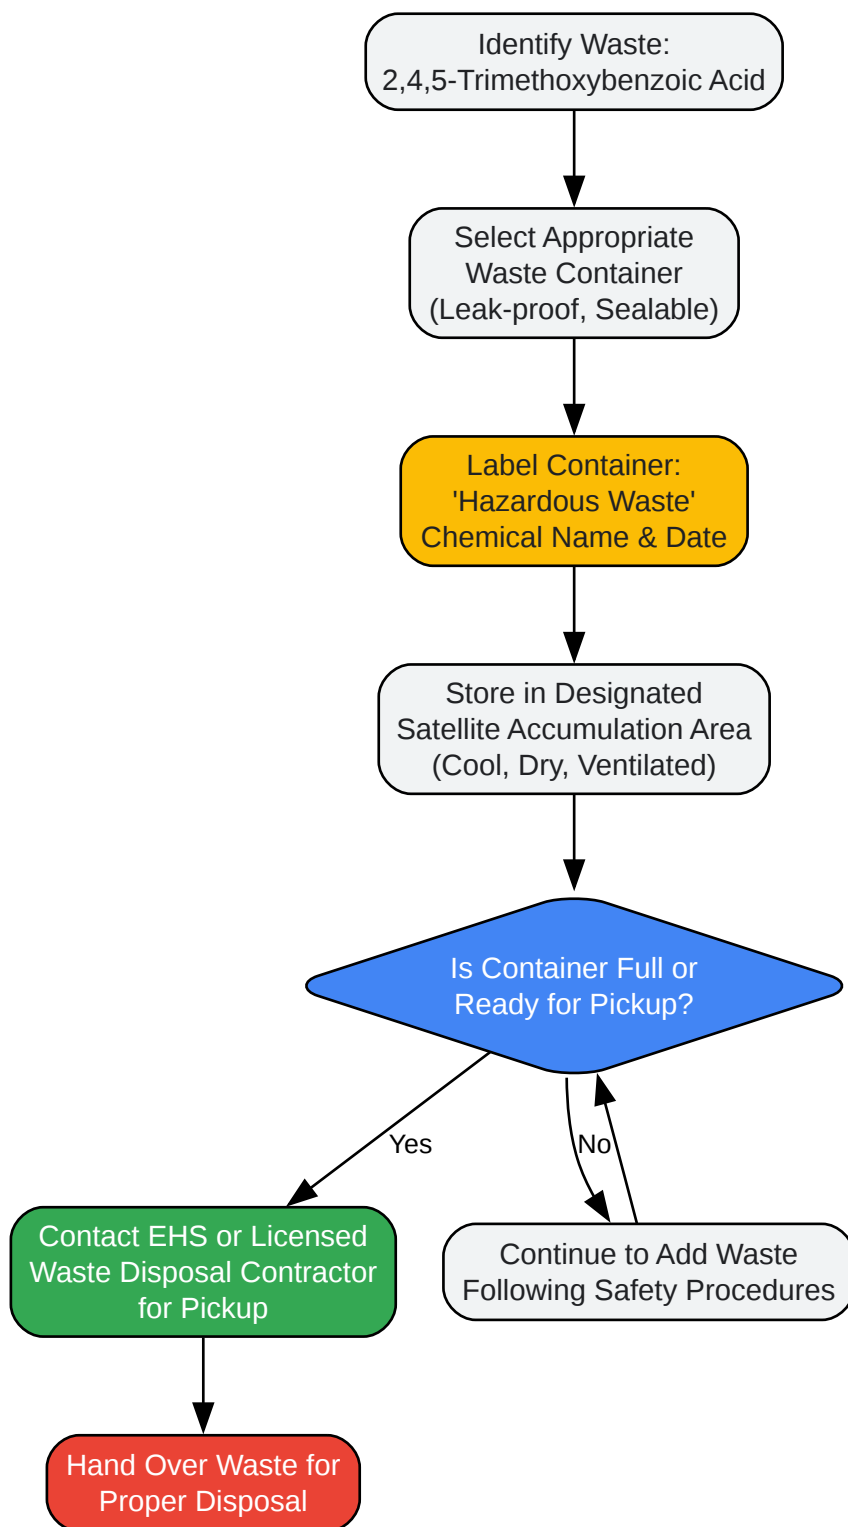 Identify Waste:
2,4,5-Trimethoxybenzoic Acid
Select Appropriate
Waste Container
(Leak-proof, Sealable)
Label Container:
'Hazardous Waste'
Chemical Name & Date
Store in Designated
Satellite Accumulation Area
(Cool, Dry, Ventilated)
Is Container Full or
Ready for Pickup?
Yes
No
Contact EHS or Licensed
Waste Disposal Contractor
for Pickup
Continue to Add Waste
Following Safety Procedures
Hand Over Waste for
Proper Disposal